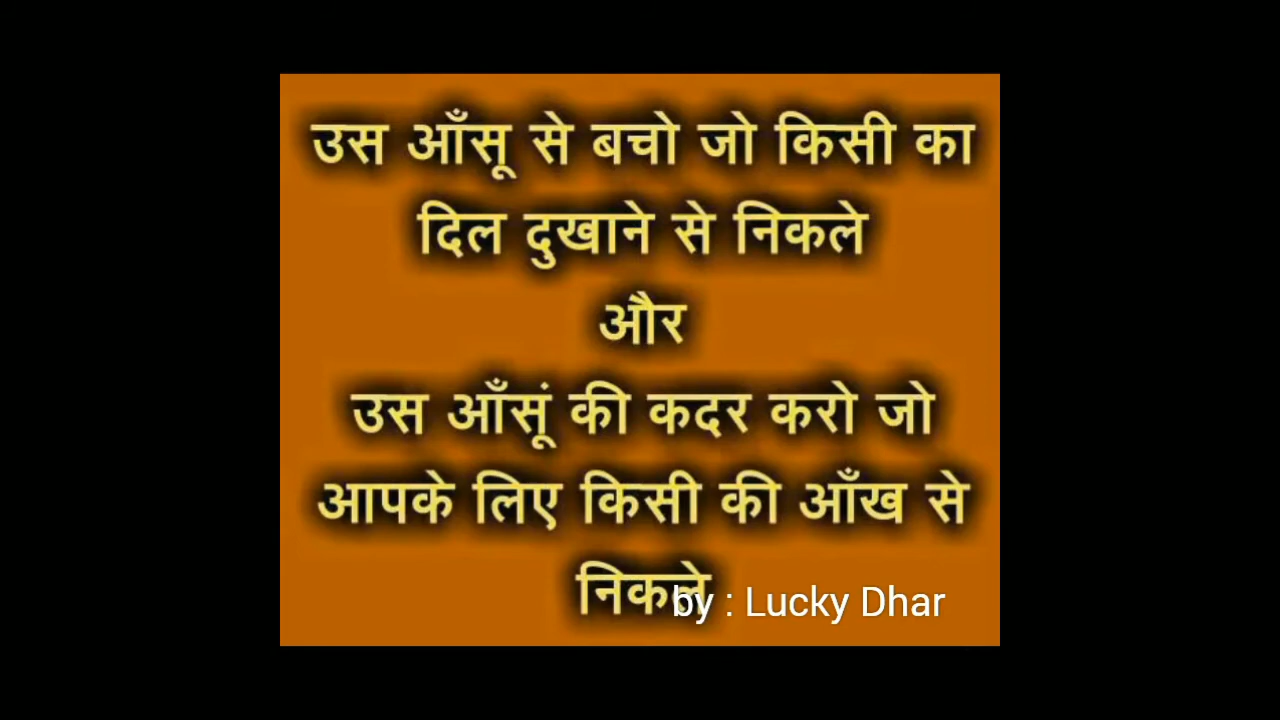 उस आँसू से बचो जो किसी का
दिल दुखाने से निकले
और
उस आँसूं की कदर करो जो
आपके लिए किसी की आँख से
निकले
by : Lucky Dhar